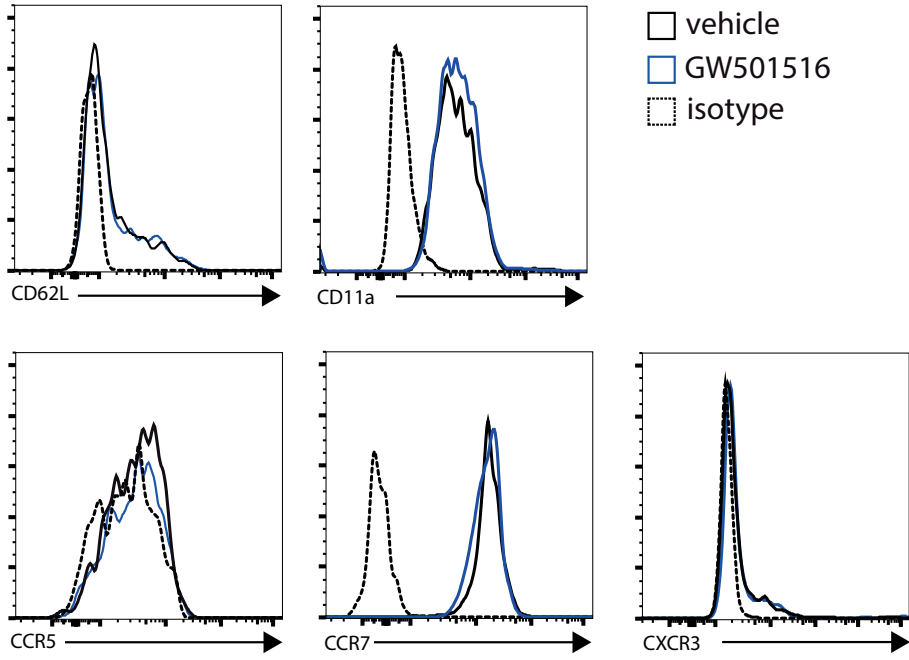 vehicle
GW501516
isotype
CD62L
CD11a
CCR5
CCR7
CXCR3